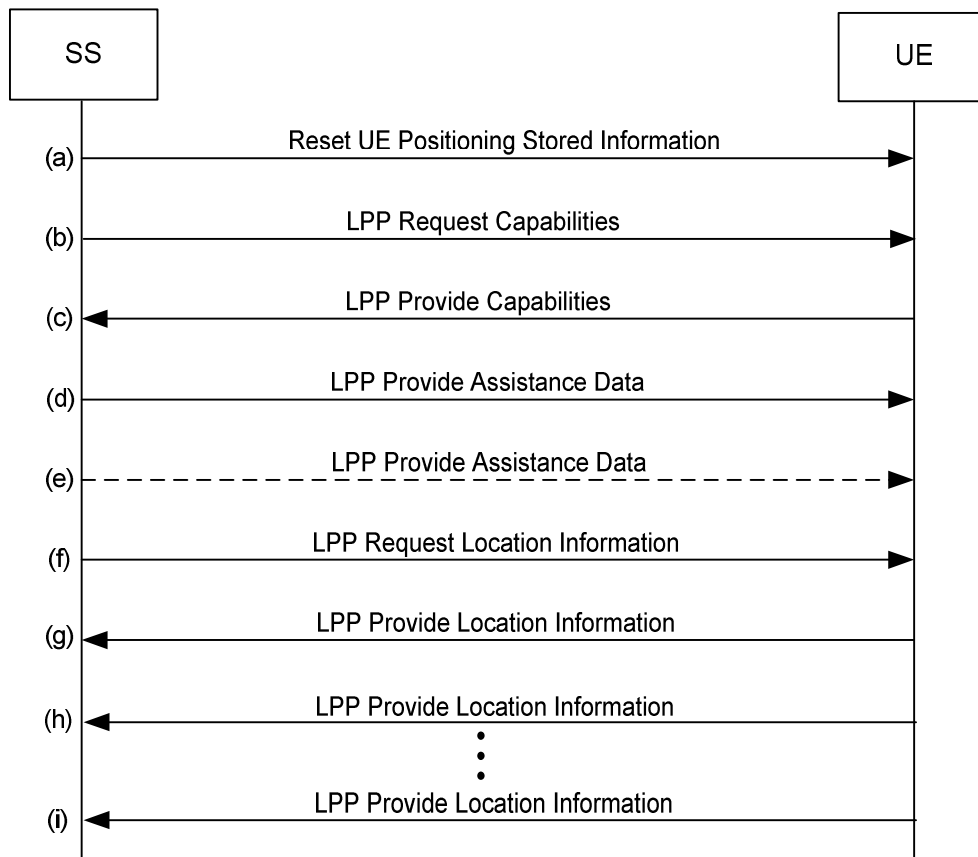 SS
UE
Reset UE Positioning Stored Information
(a)
LPP Request Capabilities
(b)
LPP Provide Capabilities
(c)
LPP Provide Assistance Data
(d)
LPP Provide Assistance Data
(e)
LPP Request Location Information
(f)
LPP Provide Location Information
(g)
LPP Provide Location Information
(h)
LPP Provide Location Information
(i)